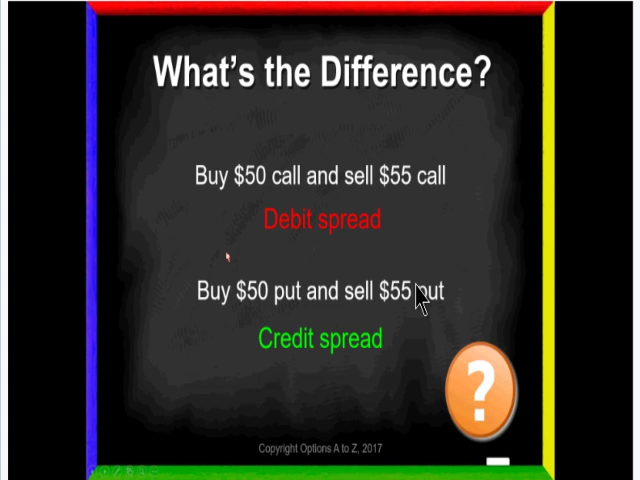 What's the Difference?
Buy $50 call and sell $55 call
Debit spread
Buy $50 put and sell $55 put
Credit spread
?
Copyright Options A to Z, 2017